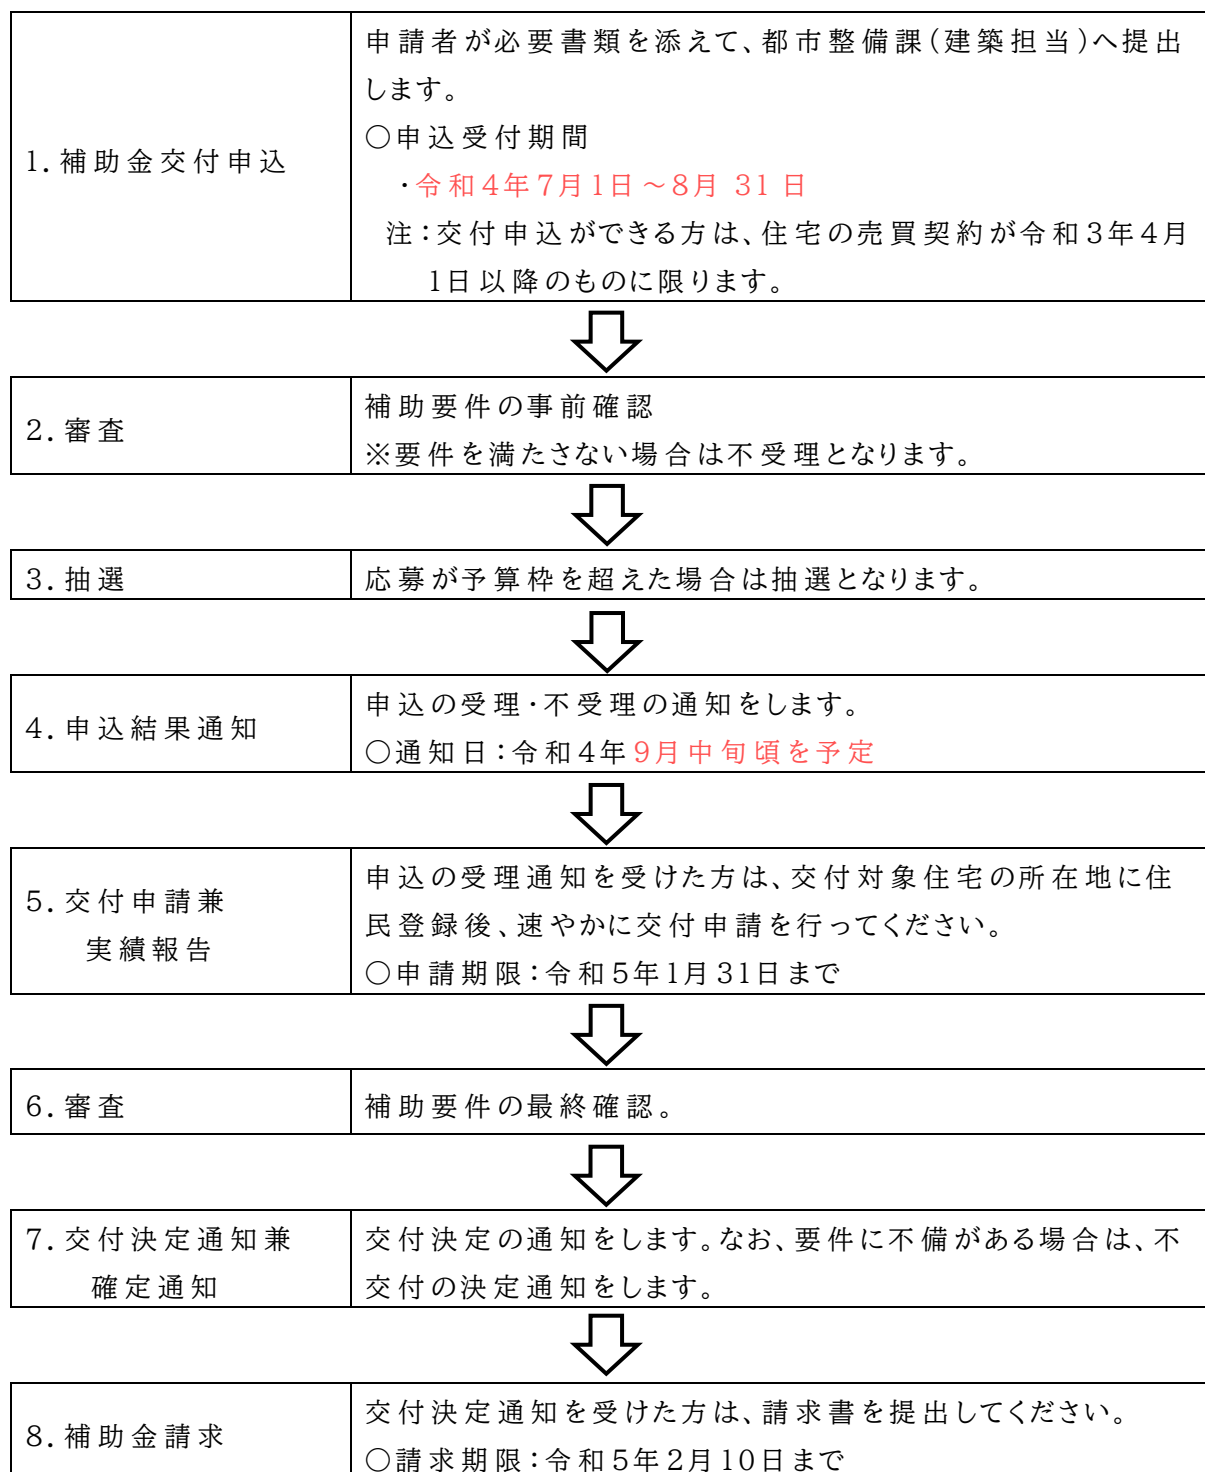 1.補助金交付申込
申請者が必要書類を添えて、都市整備課(建築担当)へ提出
します。
○申込受付期間
・令和4年7月1日～8月31日
注：交付申込ができる方は、住宅の売買契約が令和3年4月
1日以降のものに限ります。
2.審査
補助要件の事前確認
※要件を満たさない場合は不受理となります。
3.抽選
応募が予算枠を超えた場合は抽選となります。
4.申込結果通知
申込の受理・不受理の通知をします。
○通知日：令和4年9月中旬頃を予定
5.交付申請兼
実績報告
申込の受理通知を受けた方は、交付対象住宅の所在地に住
民登録後、速やかに交付申請を行ってください。
○申請期限：令和5年1月31日まで
6.審査
補助要件の最終確認。
7.交付決定通知兼
確定通知
交付決定の通知をします。なお、要件に不備がある場合は、不
交付の決定通知をします。
8.補助金請求
交付決定通知を受けた方は、請求書を提出してください。
○請求期限：令和5年2月10日まで